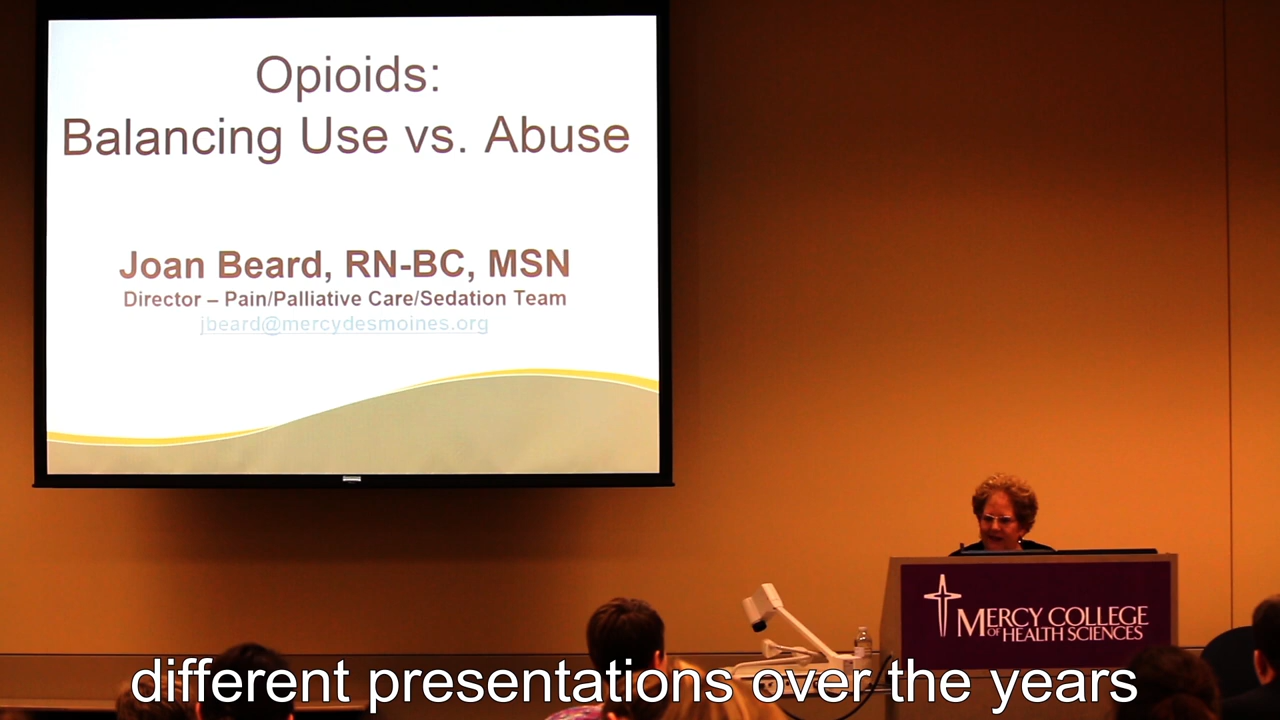 Opioids:
Balancing Use vs. Abuse
Joan Beard, RN-BC, MSN
Director – Pain/Palliative Care/Sedation Team
jbeard@mercydesmoines.org
MERCY COLLEGE
OF HEALTH SCIENCES
different presentations over the years